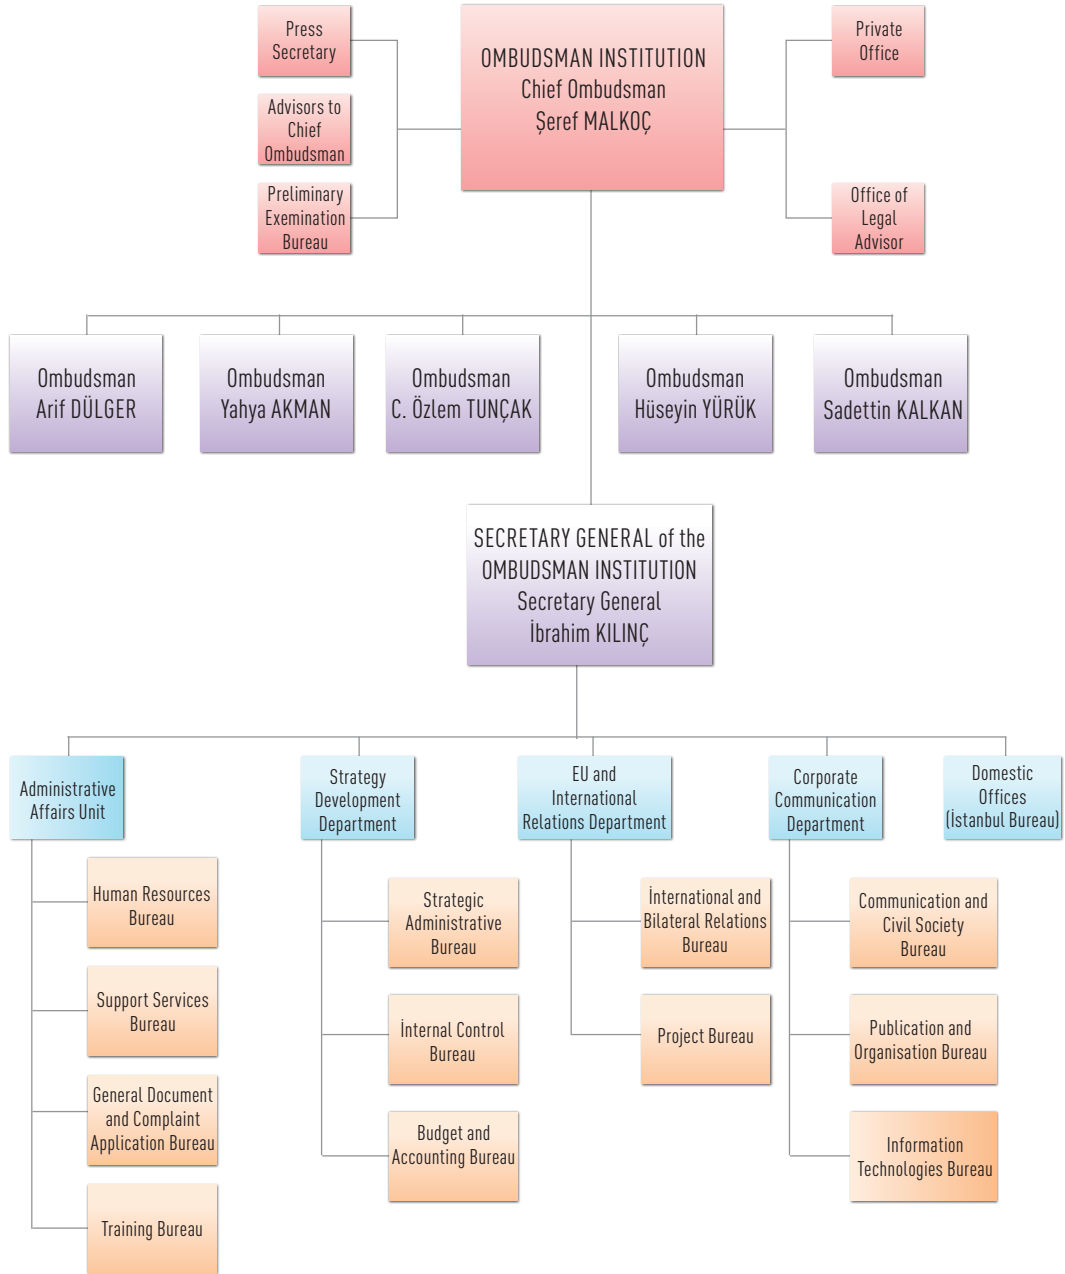 Press
Secretary
Advisors to
Chief
Ombudsman
Preliminary
Exemination
Bureau
OMBUDSMAN INSTITUTION
Chief Ombudsman
Şeref MALKOÇ
Private
Office
Office of
Legal
Advisor
Ombudsman
Arif DÜLGER
Ombudsman
Yahya AKMAN
Ombudsman
C. Özlem TUNÇAK
Ombudsman
Hüseyin YÜRÜK
Ombudsman
Sadettin KALKAN
SECRETARY GENERAL of the
OMBUDSMAN INSTITUTION
Secretary General
İbrahim KILINÇ
Administrative
Affairs Unit
Human Resources
Bureau
Support Services
Bureau
General Document
and Complaint
Application Bureau
Training Bureau
Strategy
Development
Department
Strategic
Administrative
Bureau
İnternal Control
Bureau
Budget and
Accounting Bureau
EU and
International
Relations Department
İnternational and
Bilateral Relations
Bureau
Project Bureau
Corporate
Communication
Department
Communication and
Civil Society
Bureau
Publication and
Organisation Bureau
Information
Technologies Bureau
Domestic
Offices
(İstanbul Bureau)